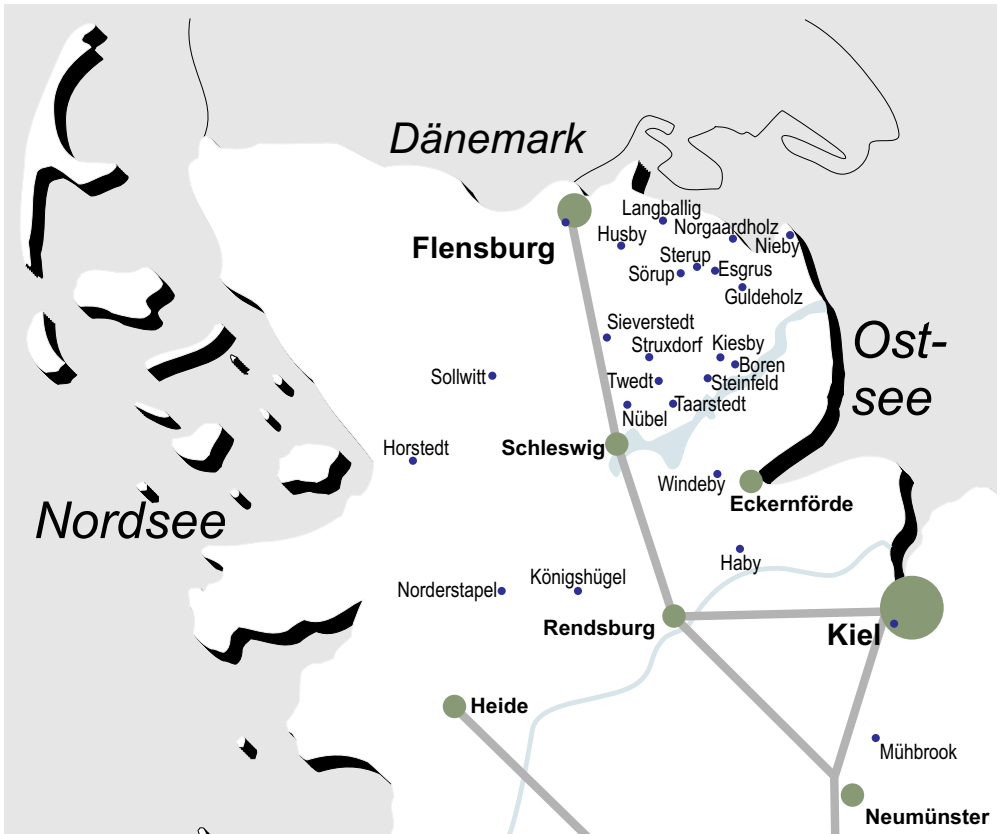 Dänemark
Langballig
Norgaardholz
Flensburg
Husby
Nieby
Sterup
Sörup
Esgrus
Guldeholz
Sieverstedt
Struxdorf
Kiesby
Ost-
see
Boren
Sollwitt
Twedt
Steinfeld
Nübel
Taarstedt
Horstedt
Schleswig
Windeby
Eckernförde
Nordsee
Haby
Norderstapel
Königshügel
Rendsburg
Kiel
Heide
Mühbrook
Neumünster